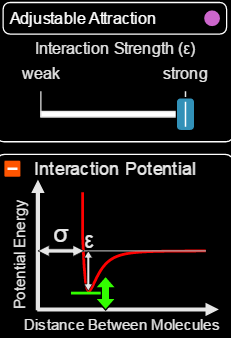 Adjustable Attraction
Interaction Strength (ε)
weak strong
Interaction Potential
Potential Energy
σ
ε
Distance Between Molecules